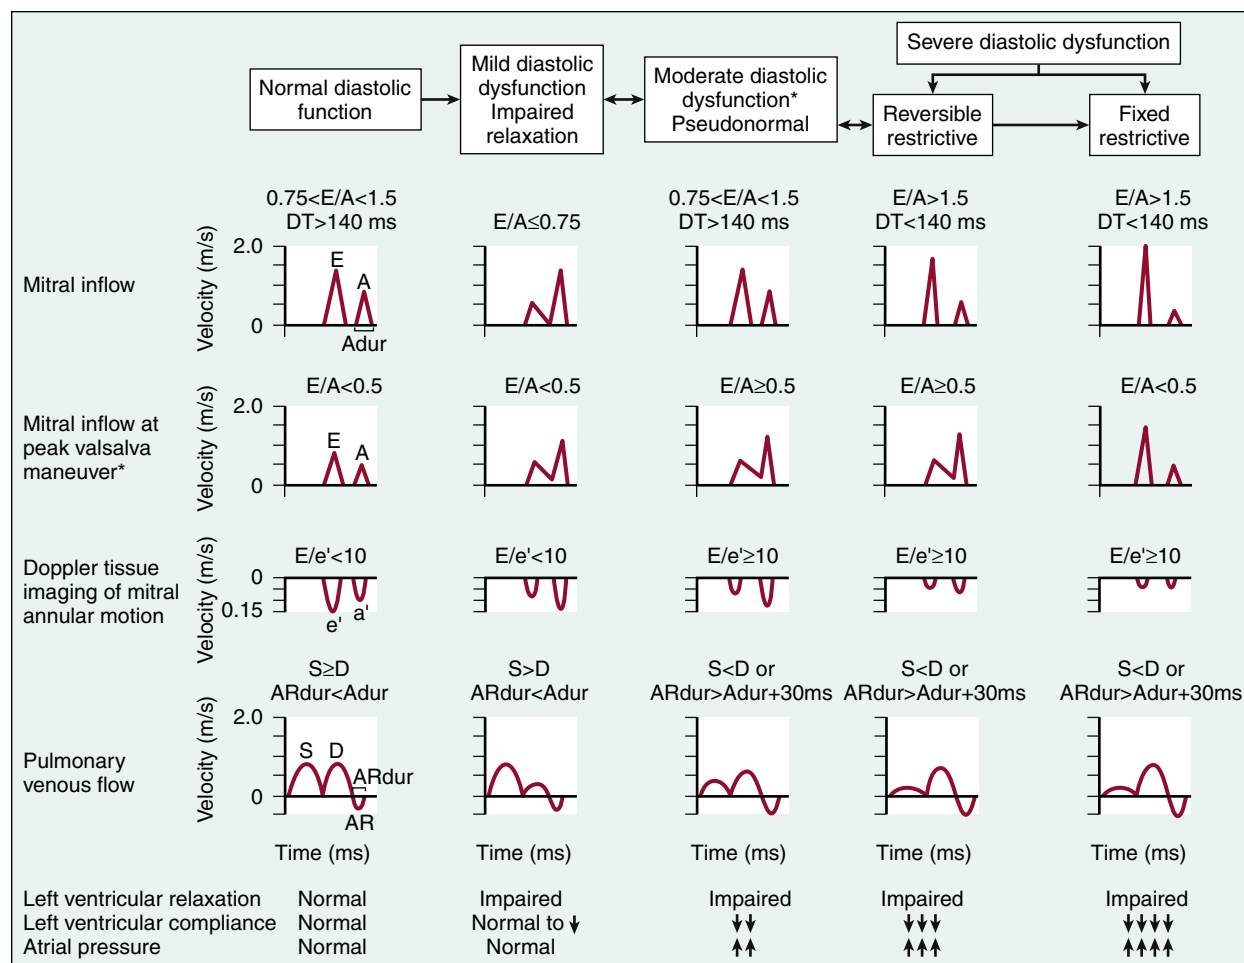 Severe diastolic dysfunction
Normal diastolic
function
Mild diastolic
dysfunction
Impaired
relaxation
Moderate diastolic
dysfunction*
Pseudonormal
Reversible
restrictive
Fixed
restrictive
Mitral inflow
Velocity (m/s)
0.75<E/A<1.5
DT>140 ms
E/A≤0.75
0.75<E/A<1.5
DT>140 ms
E/A>1.5
DT<140 ms
E/A>1.5
DT<140 ms
2.0
0
E
A
Adur
Mitral inflow at
peak valsalva
maneuver*
Velocity (m/s)
E/A<0.5
E/A<0.5
E/A≥0.5
E/A≥0.5
E/A<0.5
2.0
0
E
A
Doppler tissue
imaging of mitral
annular motion
Velocity (m/s)
E/e'<10
E/e'<10
E/e'≥10
E/e'≥10
E/e'≥10
0
0.15
e'
a'
Pulmonary
venous flow
Velocity (m/s)
S≥D
ARdur<Adur
S>D
ARdur<Adur
S<D or
ARdur>Adur+30ms
S<D or
ARdur>Adur+30ms
S<D or
ARdur>Adur+30ms
2.0
0
S
D
ARdur
AR
Time (ms)
Time (ms)
Time (ms)
Time (ms)
Time (ms)
Left ventricular relaxation Normal Impaired Impaired Impaired Impaired
Left ventricular compliance Normal Normal to ↓ ↓↓ ↓↓↓ ↓↓↓↓
Atrial pressure Normal Normal ↑↑ ↑↑↑ ↑↑↑↑